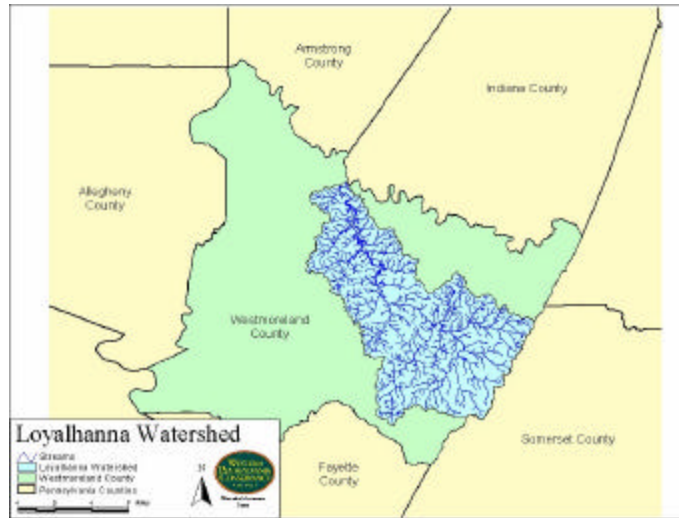 Armstrong
County
Indiana County
Allegheny
County
Westmoreland
County
Somerset County
Fayette
County
Loyalhanna Watershed
Streams
Loyalhanna Watershed
Westmoreland County
Pennsylvania Counties
N
Miles